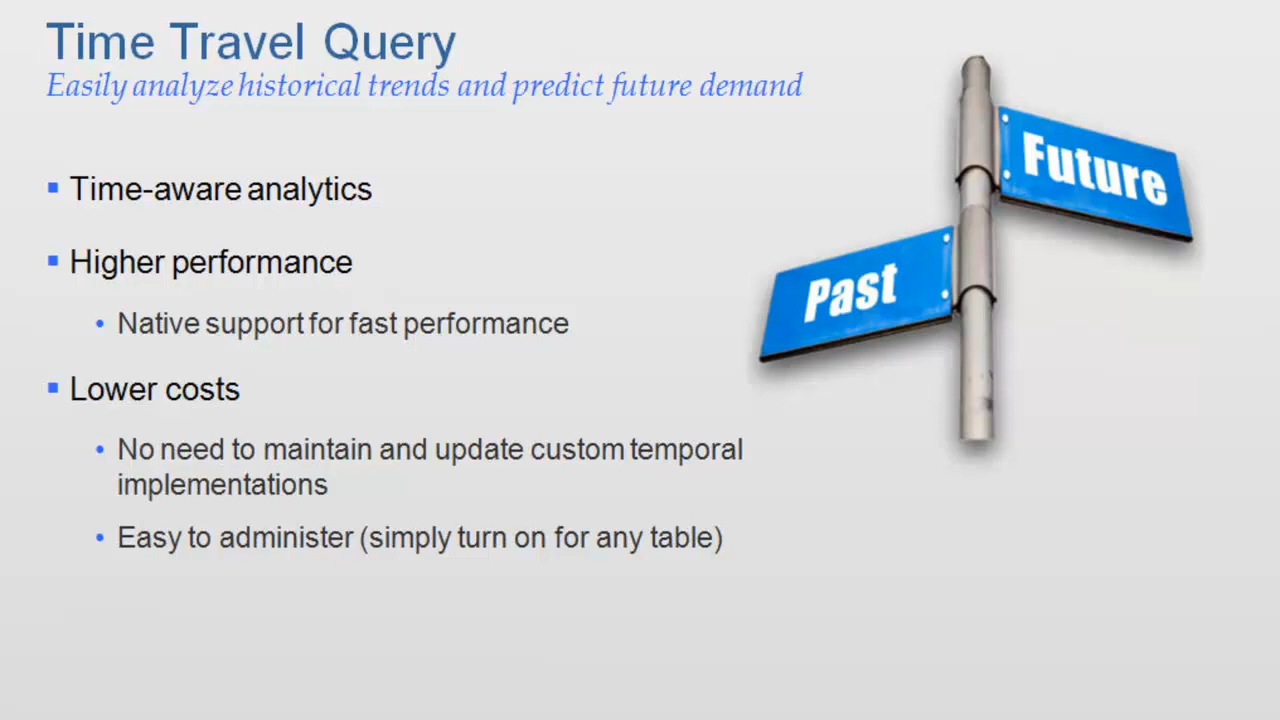 Time Travel Query
Easily analyze historical trends and predict future demand
Time-aware analytics
Higher performance
Native support for fast performance
Lower costs
No need to maintain and update custom temporal
implementations
Easy to administer (simply turn on for any table)
Future
Past